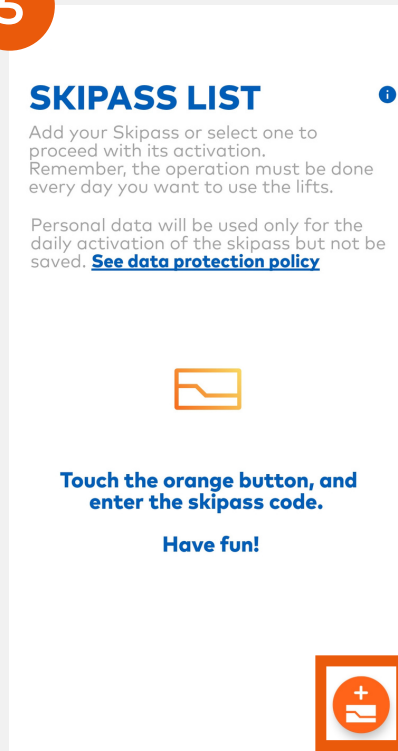 SKIPASS LIST
Add your Skipass or select one to
proceed with its activation.
Remember, the operation must be done
every day you want to use the lifts.
Personal data will be used only for the
daily activation of the skipass but not be
saved. See data protection policy
Touch the orange button, and
enter the skipass code.
Have fun!